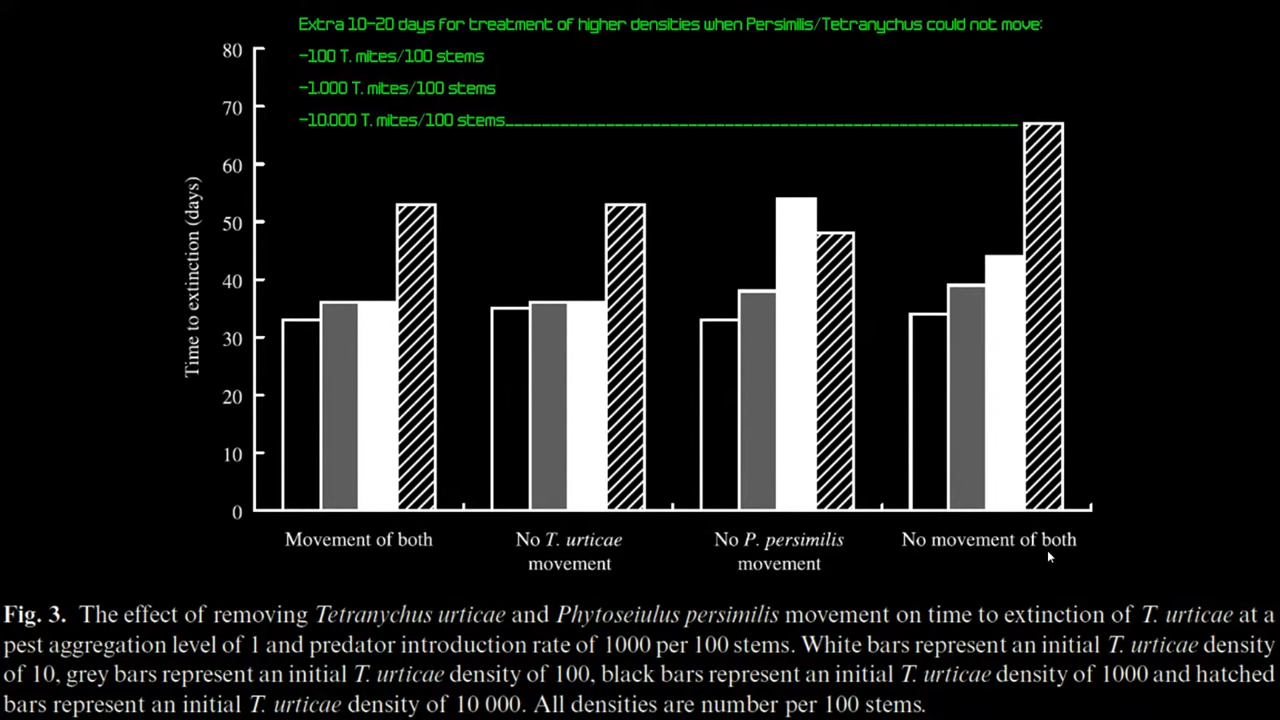 Extra 10-20 days for treatment of higher densities when Persimilis/Tetranychus could not move:
-100 T. mites/100 stems
-1.000 T. mites/100 stems
-10.000 T. mites/100 stems
80
70
60
50
40
30
20
10
0
Time to extinction (days)
Movement of both
No T. urticae
movement
No P. persimilis
movement
No movement of both
Fig. 3. The effect of removing Tetranychus urticae and Phytoseiulus persimilis movement on time to extinction of T. urticae at a
pest aggregation level of 1 and predator introduction rate of 1000 per 100 stems. White bars represent an initial T. urticae density
of 10, grey bars represent an initial T. urticae density of 100, black bars represent an initial T. urticae density of 1000 and hatched
bars represent an initial T. urticae density of 10 000. All densities are number per 100 stems.